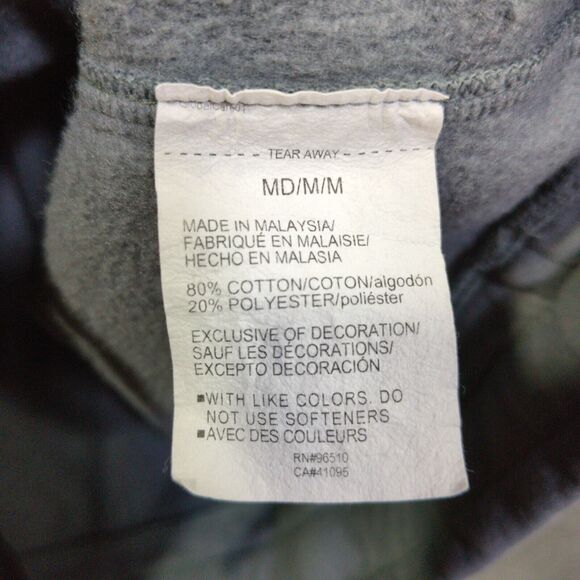 TEAR AWAY
MD/M/M
MADE IN MALAYSIA/
FABRIQUÉ EN MALAISIE/
HECHO EN MALASIA
80% COTTON/COTON/algodón
20% POLYESTER/poliéster
EXCLUSIVE OF DECORATION/
SAUF LES DÉCORATIONS/
EXCEPTO DECORACIÓN
■WITH LIKE COLORS. DO
NOT USE SOFTENERS
■AVEC DES COULEURS
RN#96510
CA#41095